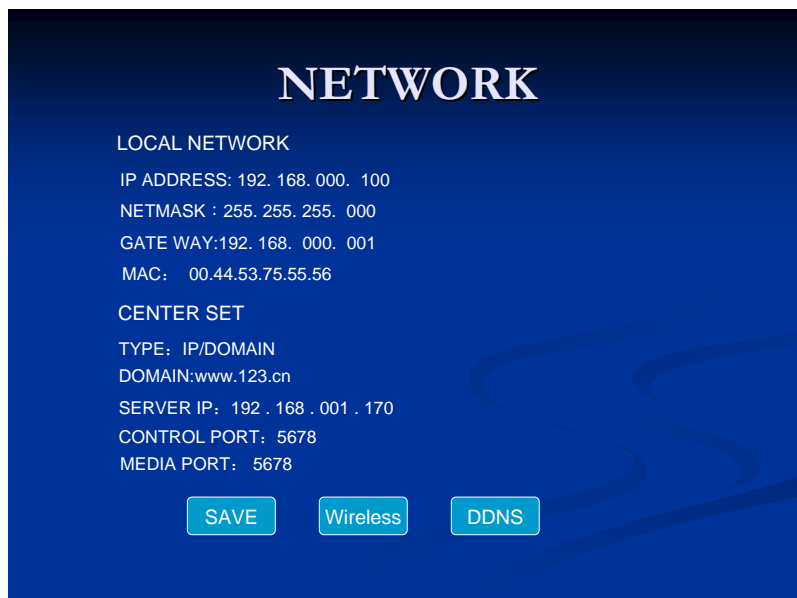 NETWORK
LOCAL NETWORK
IP ADDRESS: 192. 168. 000.  100
NETMASK：255. 255. 255.  000
GATE WAY:192. 168.  000.  001
MAC：  00.44.53.75.55.56
CENTER SET
TYPE：IP/DOMAIN
DOMAIN:www.123.cn
SERVER IP：192 . 168 . 001 . 170
CONTROL PORT：5678
MEDIA PORT： 5678
SAVE Wireless DDNS